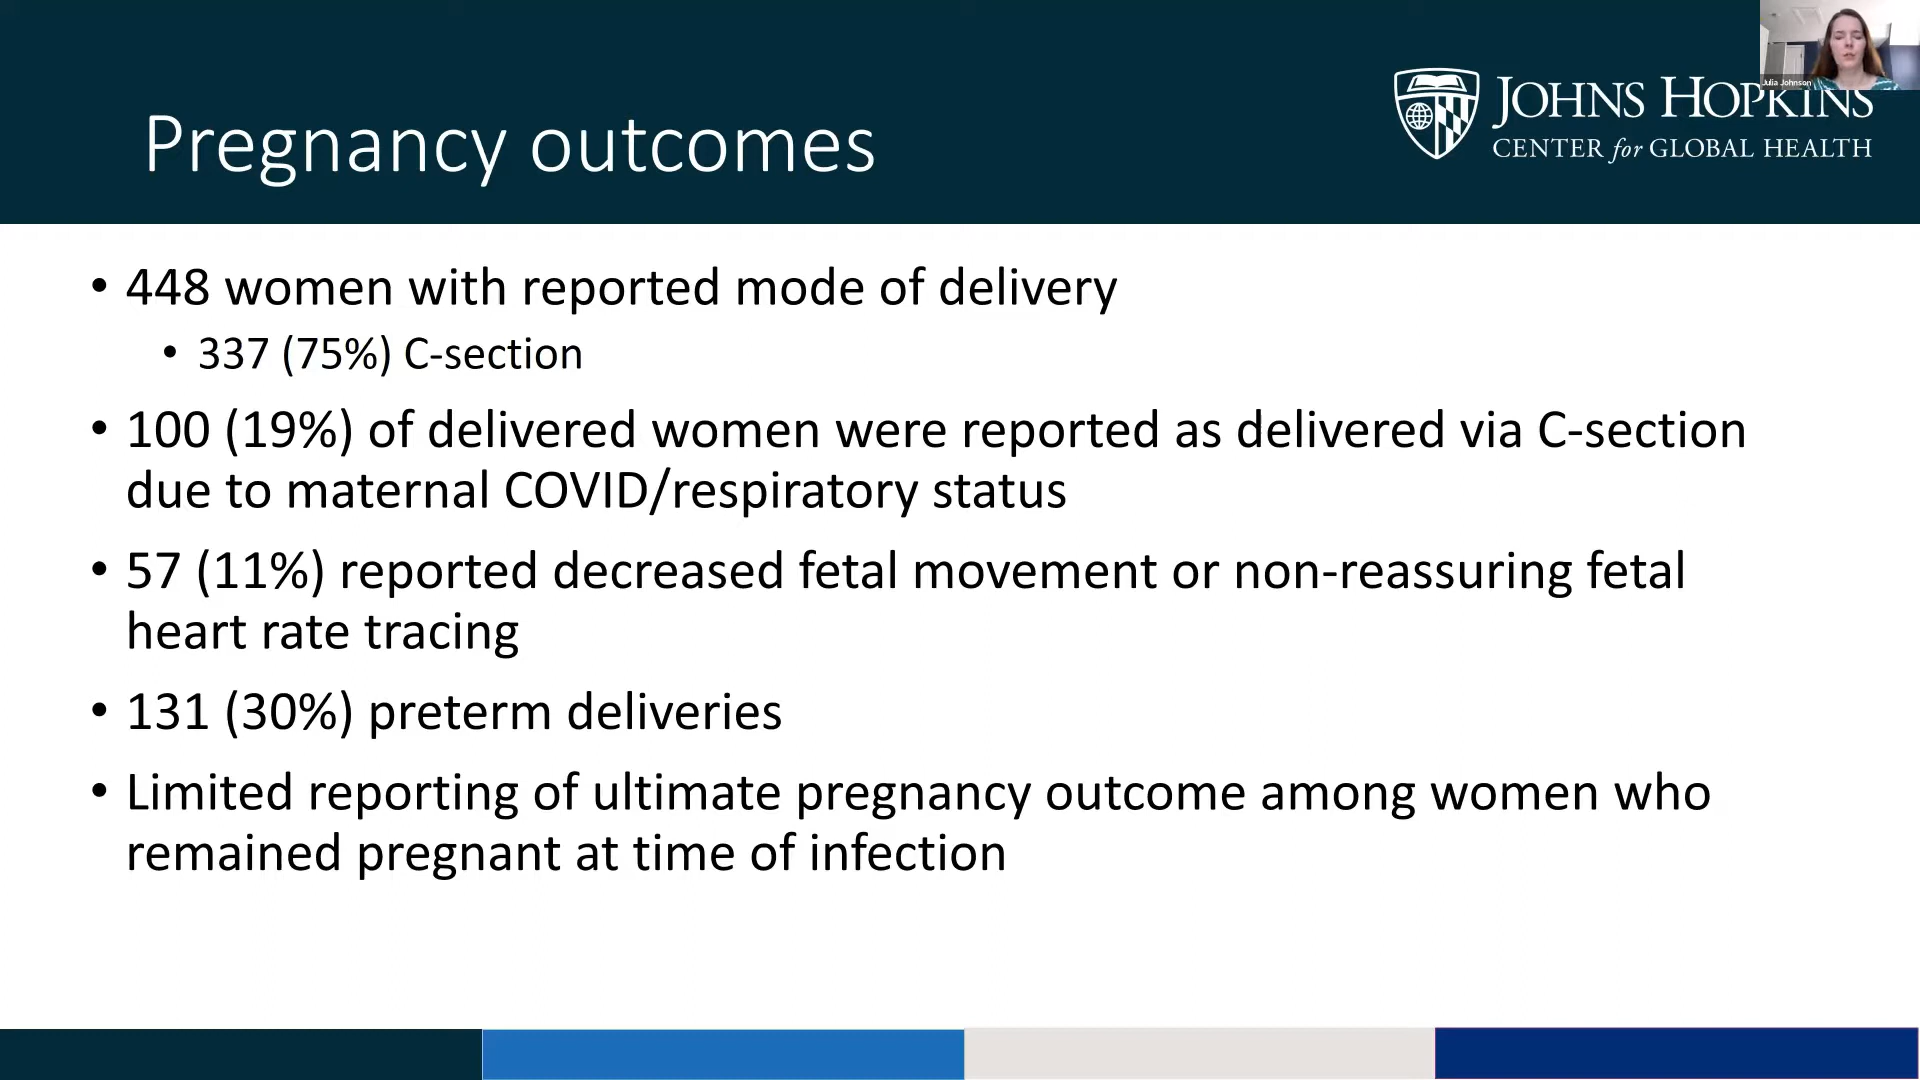 Julia Johnson
JOHNS HOPKINS
CENTER for GLOBAL HEALTH
Pregnancy outcomes
• 448 women with reported mode of delivery
• 337 (75%) C-section
• 100 (19%) of delivered women were reported as delivered via C-section
due to maternal COVID/respiratory status
• 57 (11%) reported decreased fetal movement or non-reassuring fetal
heart rate tracing
• 131 (30%) preterm deliveries
• Limited reporting of ultimate pregnancy outcome among women who
remained pregnant at time of infection